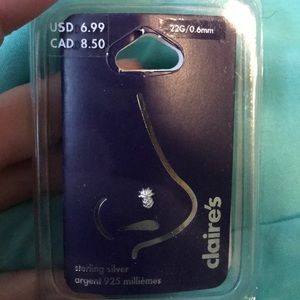 USD 6.99
CAD 8.50
22G/0.6mm
claire's
sterling silver
argent 925 millièmes